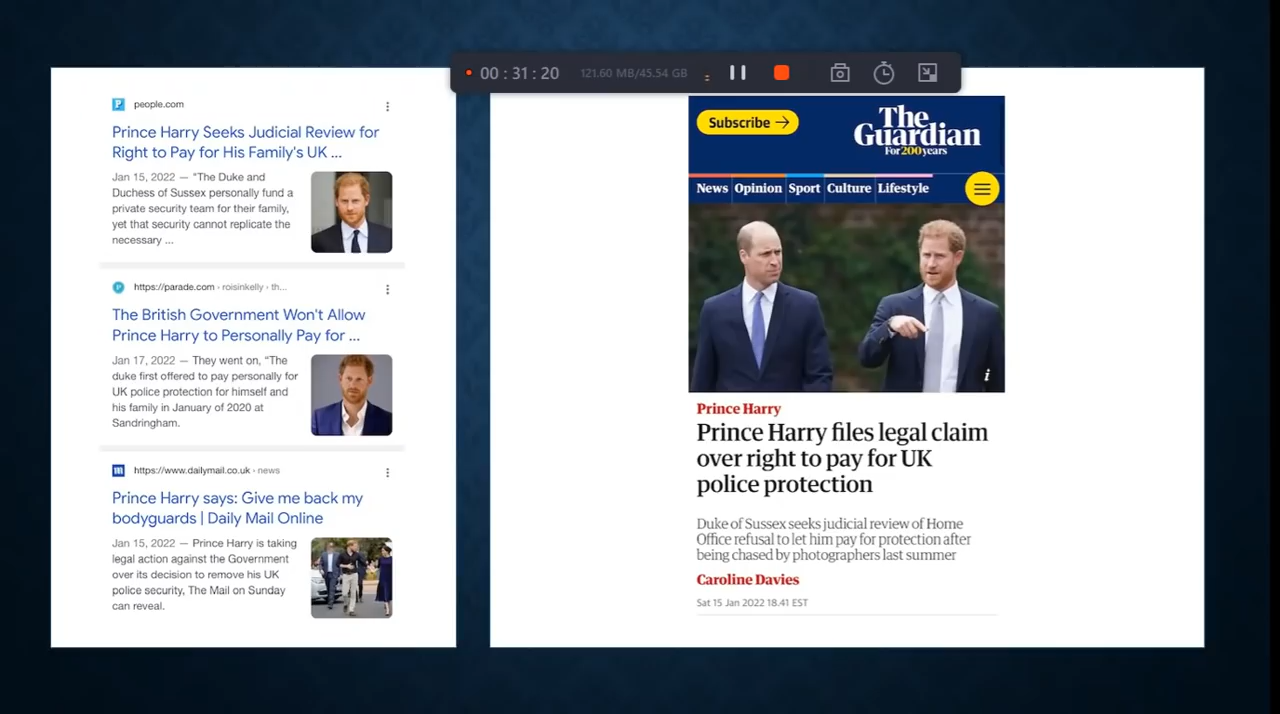 00 : 31 : 20 121.60 MB/45.54 GB
people.com
Prince Harry Seeks Judicial Review for
Right to Pay for His Family's UK ...
Jan 15, 2022 — "The Duke and
Duchess of Sussex personally fund a
private security team for their family,
yet that security cannot replicate the
necessary ...
https://parade.com › roisinkelly › th...
The British Government Won't Allow
Prince Harry to Personally Pay for ...
Jan 17, 2022 — They went on, "The
duke first offered to pay personally for
UK police protection for himself and
his family in January of 2020 at
Sandringham.
https://www.dailymail.co.uk › news
Prince Harry says: Give me back my
bodyguards | Daily Mail Online
Jan 15, 2022 — Prince Harry is taking
legal action against the Government
over its decision to remove his UK
police security, The Mail on Sunday
can reveal.
Subscribe →
The
Guardian
For 200 years
News Opinion Sport Culture Lifestyle
i
Prince Harry
Prince Harry files legal claim
over right to pay for UK
police protection
Duke of Sussex seeks judicial review of Home
Office refusal to let him pay for protection after
being chased by photographers last summer
Caroline Davies
Sat 15 Jan 2022 18.41 EST